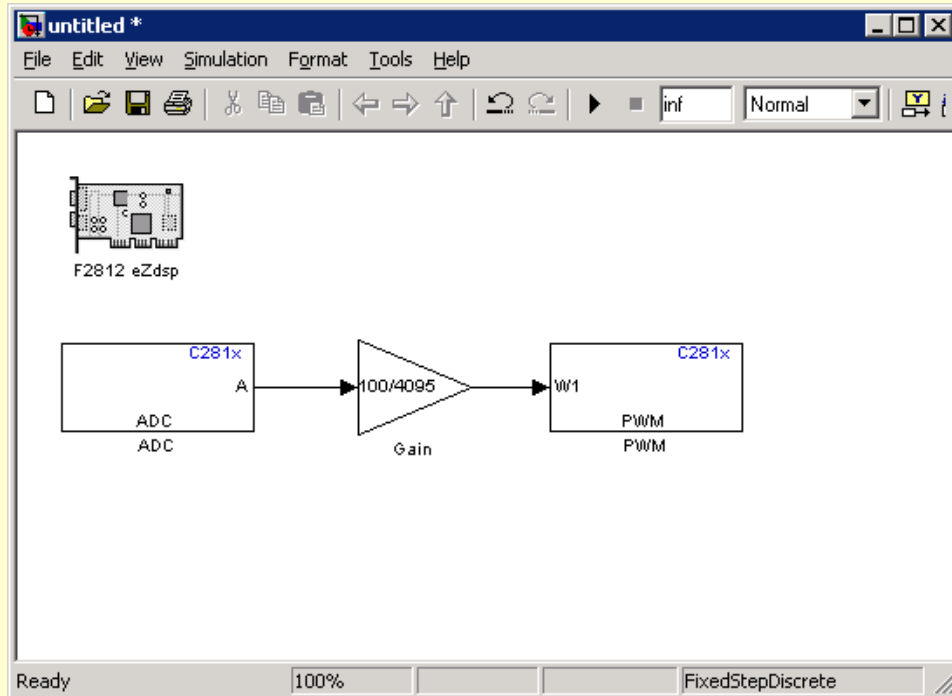 untitled *
File Edit View Simulation Format Tools Help
inf Normal
F2812 eZdsp
C281x C281x
A 100/4095 W1
ADC PWM
ADC Gain PWM
Ready 100% FixedStepDiscrete